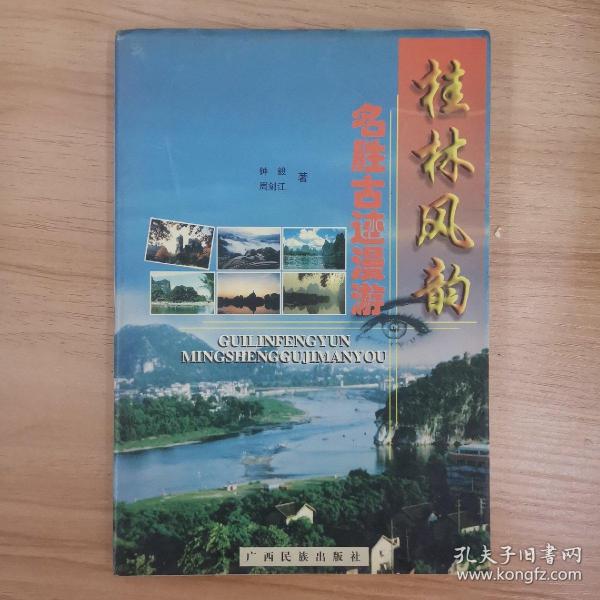 桂林风韵
名胜古迹漫游
钟毅
周剑江
著
GUILINFENGYUN
MINGSHENGGUJIMANYOU
广西民族出版社
孔夫子旧书网
www.kongfz.com